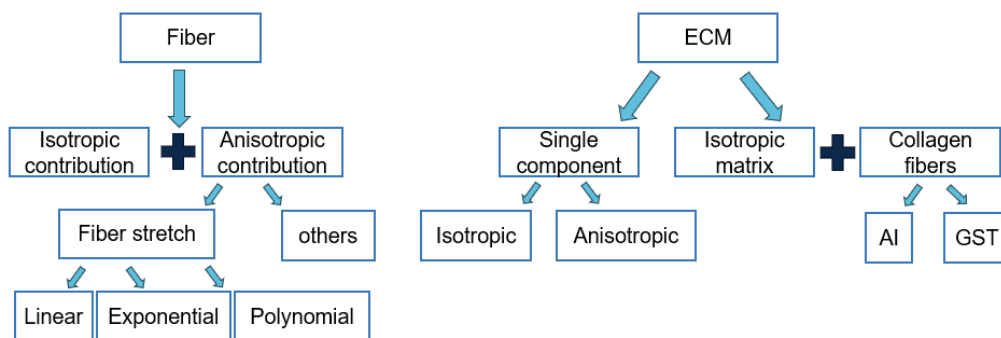 Fiber
ECM
Isotropic
contribution
Anisotropic
contribution
Single
component
Isotropic
matrix
Collagen
fibers
Fiber stretch
others
Isotropic
Anisotropic
AI
GST
Linear
Exponential
Polynomial